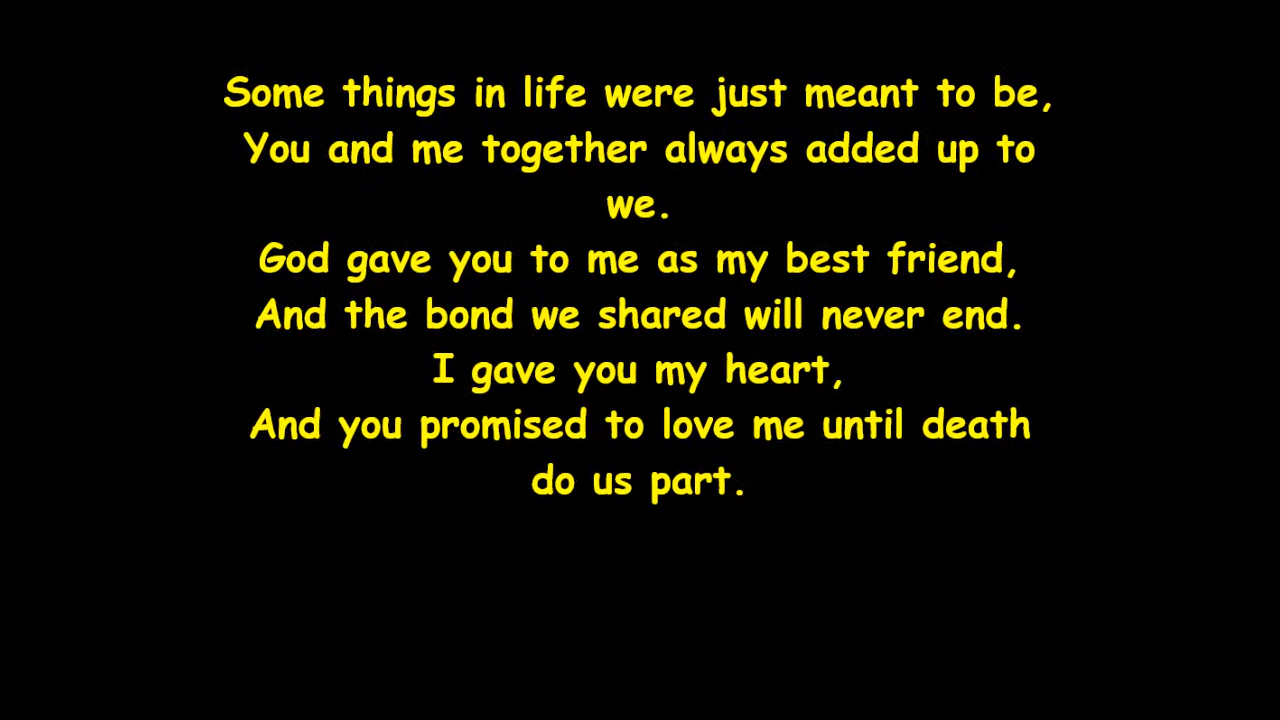 Some things in life were just meant to be,
You and me together always added up to
we.
God gave you to me as my best friend,
And the bond we shared will never end.
I gave you my heart,
And you promised to love me until death
do us part.